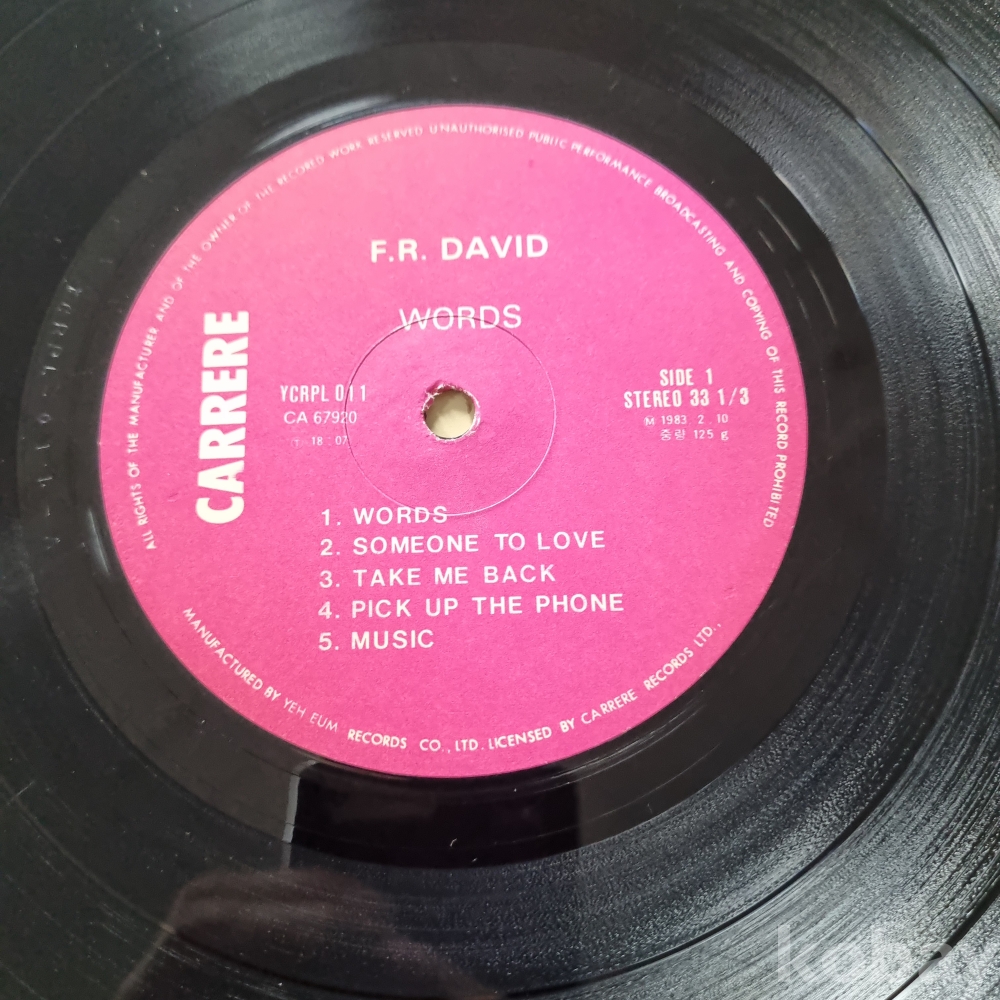 ALL RIGHTS OF THE MANUFACTURER AND OF THE OWNER OF THE RECORED WORK RESERVED UNAUTHORISED PUBLIC PERFORMANCE BROADCASTING AND COPYING OF THIS RECORD PROHIBITED
F.R. DAVID
WORDS
CARRERE
YCRPL 011
CA 67920
18:07
SIDE 1
STEREO 33 1/3
Ⓜ 1983. 2. 10
중량 125 g
1. WORDS
2. SOMEONE TO LOVE
3. TAKE ME BACK
4. PICK UP THE PHONE
5. MUSIC
MANUFACTURED BY YEH EUM RECORDS CO., LTD. LICENSED BY CARRERE RECORDS LTD.,